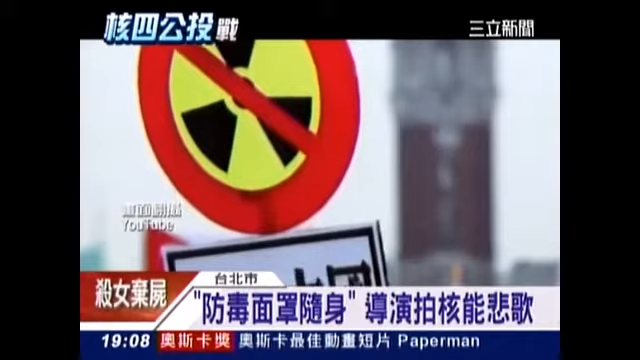 核四公投戰
三立新聞
畫面翻攝
YouTube
台北市
殺女棄屍
"防毒面罩隨身" 導演拍核能悲歌
19:08 奧斯卡獎 奧斯卡最佳動畫短片 Paperman